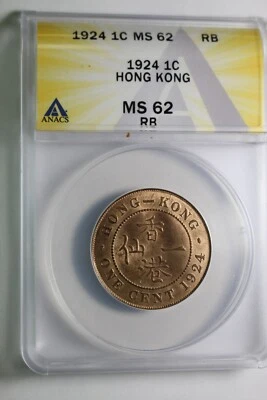 1924 1C MS 62 RB
1924 1C
HONG KONG
MS 62
RB
ANACS
HONG-KONG
香
仙 一
港
ONE CENT 1924